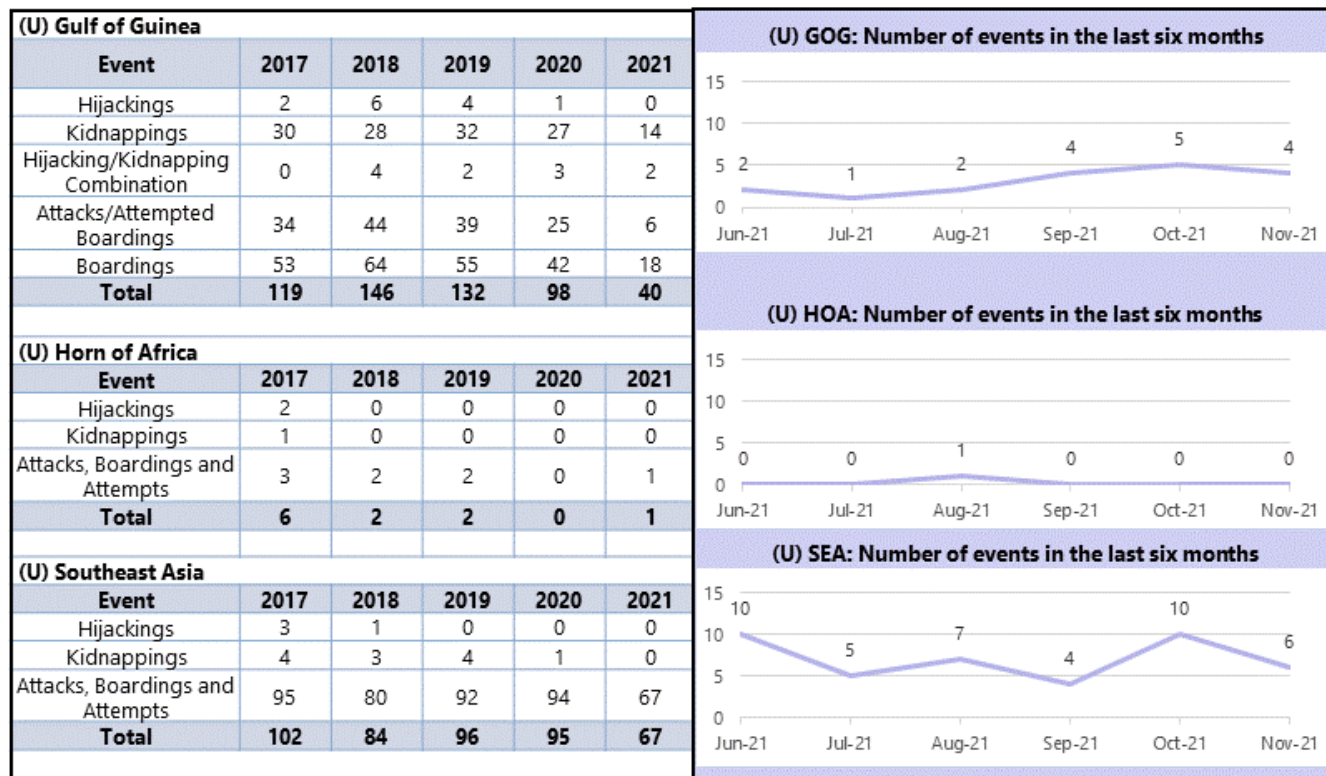 (U) Gulf of Guinea
Event 2017 2018 2019 2020 2021
Hijackings 2 6 4 1 0
Kidnappings 30 28 32 27 14
Hijacking/Kidnapping
Combination 0 4 2 3 2
Attacks/Attempted
Boardings 34 44 39 25 6
Boardings 53 64 55 42 18
Total 119 146 132 98 40
(U) Horn of Africa
Event 2017 2018 2019 2020 2021
Hijackings 2 0 0 0 0
Kidnappings 1 0 0 0 0
Attacks, Boardings and
Attempts 3 2 2 0 1
Total 6 2 2 0 1
(U) Southeast Asia
Event 2017 2018 2019 2020 2021
Hijackings 3 1 0 0 0
Kidnappings 4 3 4 1 0
Attacks, Boardings and
Attempts 95 80 92 94 67
Total 102 84 96 95 67
(U) GOG: Number of events in the last six months
15
10
5
0
2 1 2 4 5 4
Jun-21 Jul-21 Aug-21 Sep-21 Oct-21 Nov-21
(U) HOA: Number of events in the last six months
15
10
5
0
0 0 1 0 0 0
Jun-21 Jul-21 Aug-21 Sep-21 Oct-21 Nov-21
(U) SEA: Number of events in the last six months
15
10
5
0
10 5 7 4 10 6
Jun-21 Jul-21 Aug-21 Sep-21 Oct-21 Nov-21